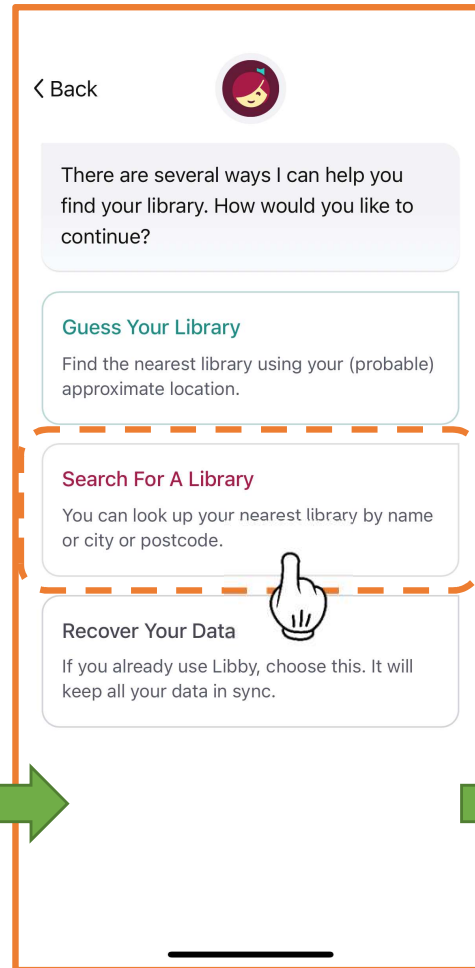 Back
There are several ways I can help you
find your library. How would you like to
continue?
Guess Your Library
Find the nearest library using your (probable)
approximate location.
Search For A Library
You can look up your nearest library by name
or city or postcode.
Recover Your Data
If you already use Libby, choose this. It will
keep all your data in sync.